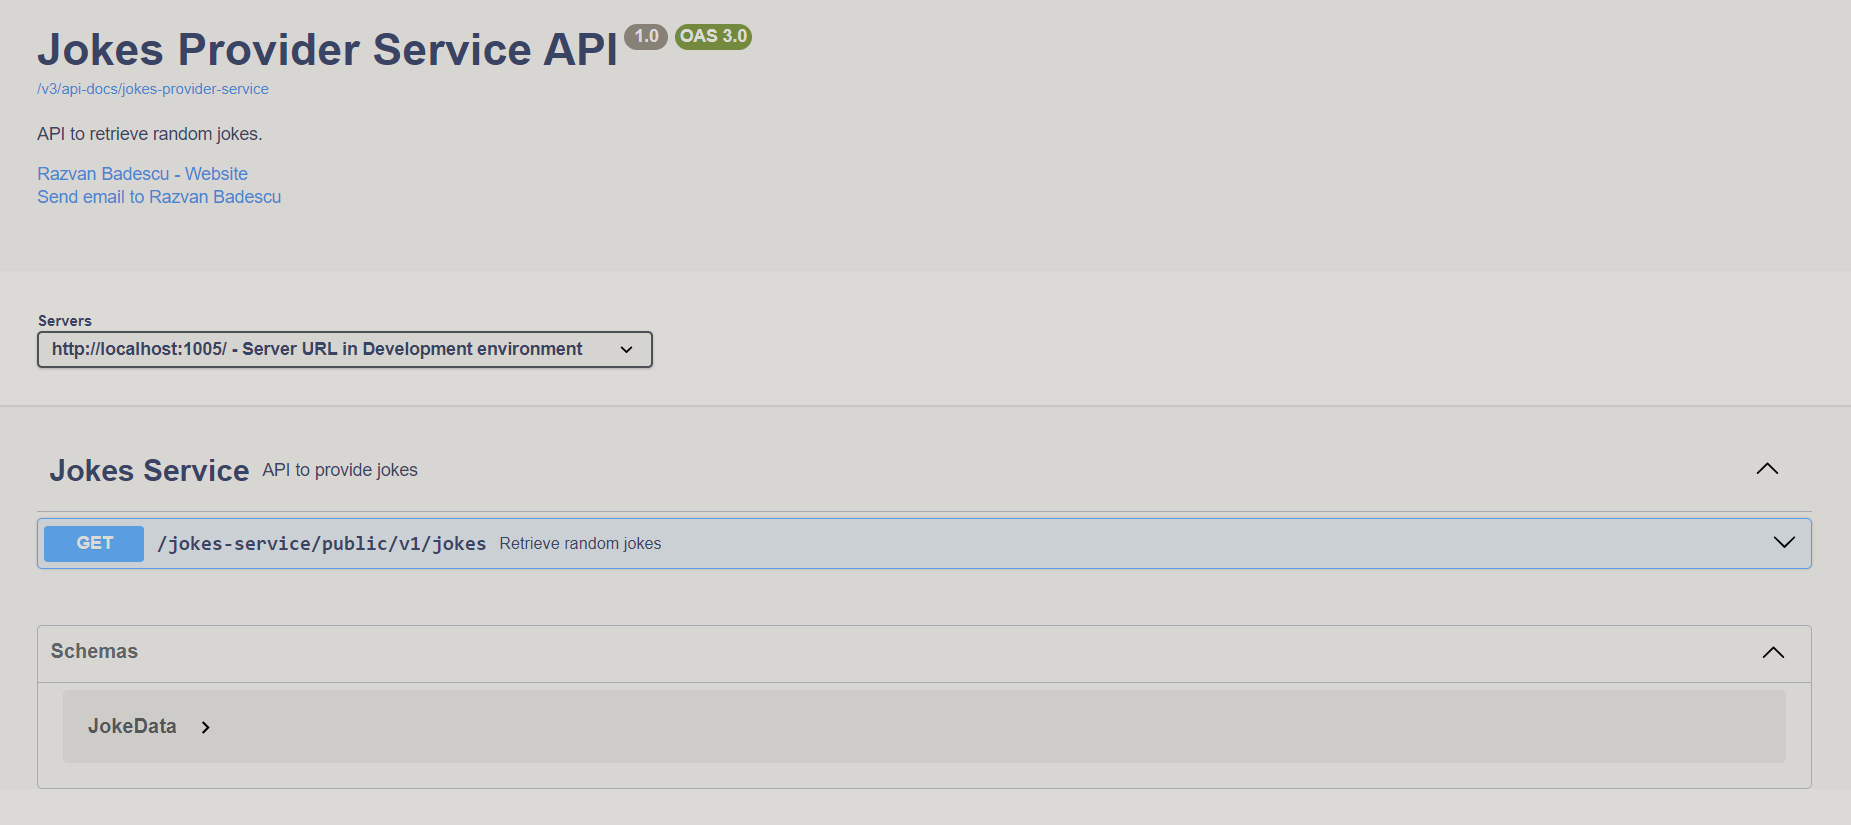 Jokes Provider Service API 1.0 OAS 3.0
/v3/api-docs/jokes-provider-service
API to retrieve random jokes.
Razvan Badescu - Website
Send email to Razvan Badescu
Servers
http://localhost:1005/ - Server URL in Development environment
Jokes Service API to provide jokes
GET /jokes-service/public/v1/jokes Retrieve random jokes
Schemas
JokeData